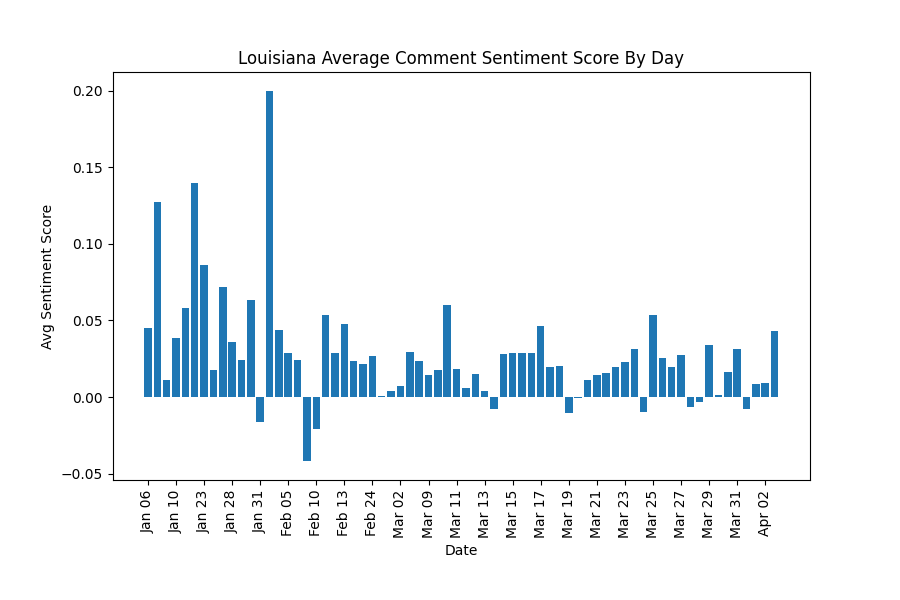 Louisiana Average Comment Sentiment Score By Day
Avg Sentiment Score
0.20
0.15
0.10
0.05
0.00
−0.05
Jan 06
Jan 10
Jan 23
Jan 28
Jan 31
Feb 05
Feb 10
Feb 13
Feb 24
Mar 02
Mar 09
Mar 11
Mar 13
Mar 15
Mar 17
Mar 19
Mar 21
Mar 23
Mar 25
Mar 27
Mar 29
Mar 31
Apr 02
Date